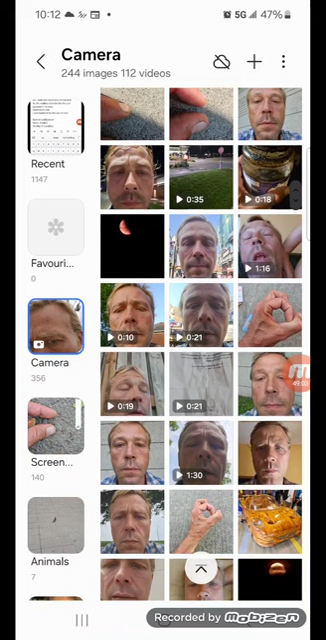 10:12
5G 47%
Camera
244 images 112 videos
Recent
1147
Favouri...
0
Camera
356
Screen...
140
Animals
7
0:35
0:18
1:16
0:10
0:21
0:19
0:21
1:30
49:03
Recorded by mobizen